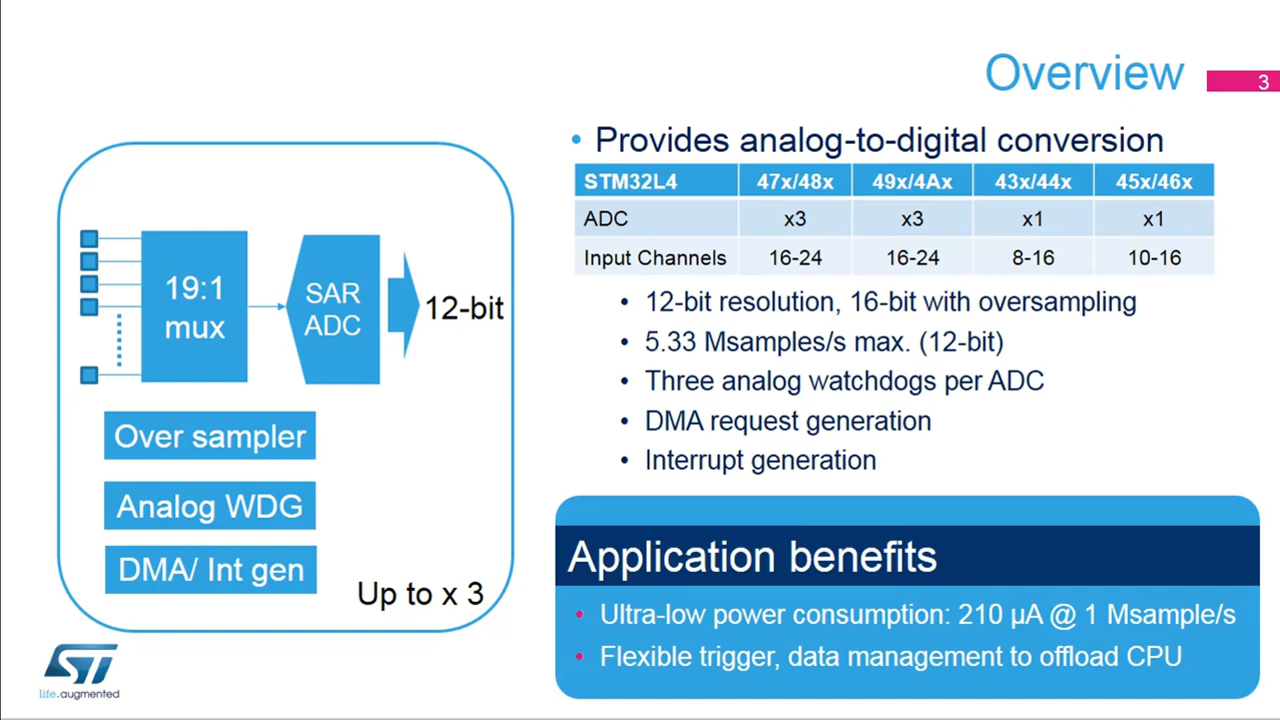 Overview
3
19:1
mux
SAR
ADC
12-bit
Over sampler
Analog WDG
DMA/ Int gen
Up to x 3
• Provides analog-to-digital conversion
STM32L4 47x/48x 49x/4Ax 43x/44x 45x/46x
ADC x3 x3 x1 x1
Input Channels 16-24 16-24 8-16 10-16
• 12-bit resolution, 16-bit with oversampling
• 5.33 Msamples/s max. (12-bit)
• Three analog watchdogs per ADC
• DMA request generation
• Interrupt generation
Application benefits
• Ultra-low power consumption: 210 µA @ 1 Msample/s
• Flexible trigger, data management to offload CPU
ST
life.augmented